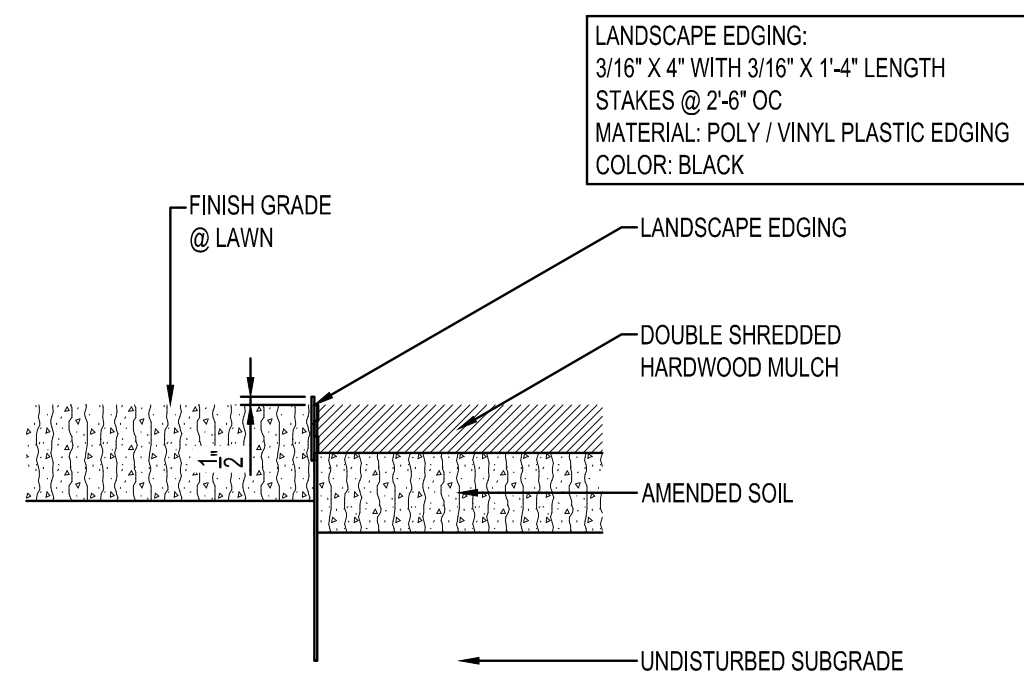 LANDSCAPE EDGING:
3/16" X 4" WITH 3/16" X 1'-4" LENGTH
STAKES @ 2'-6" OC
MATERIAL: POLY / VINYL PLASTIC EDGING
COLOR: BLACK
FINISH GRADE
@ LAWN
LANDSCAPE EDGING
DOUBLE SHREDDED
HARDWOOD MULCH
1/2"
AMENDED SOIL
UNDISTURBED SUBGRADE